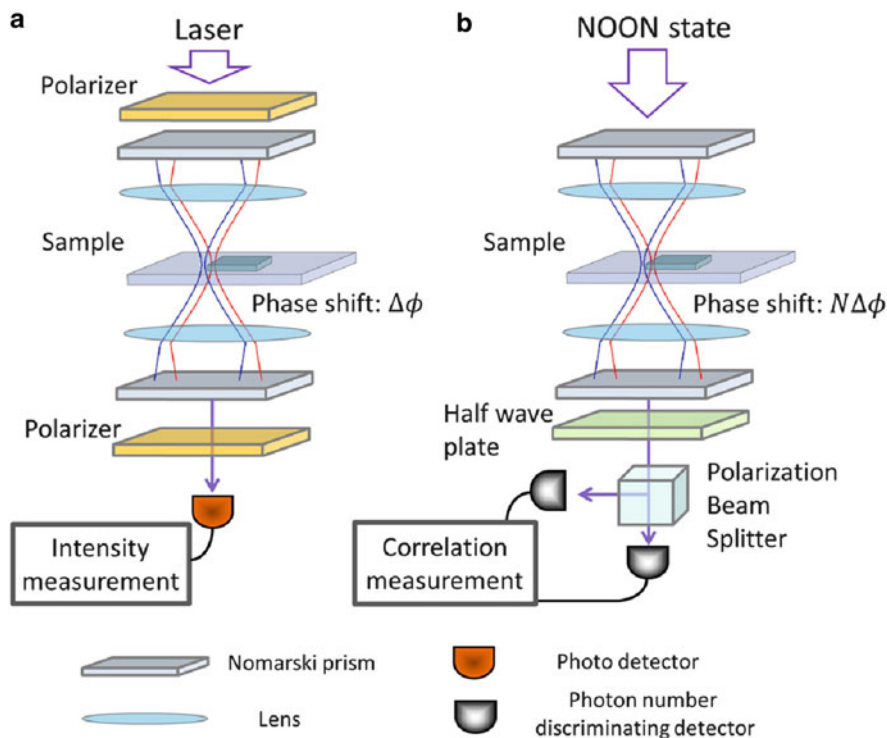 a
Laser
Polarizer
Sample
Phase shift: Δϕ
Polarizer
Intensity
measurement
b
NOON state
Sample
Phase shift: NΔϕ
Half wave
plate
Polarization
Beam
Splitter
Correlation
measurement
Nomarski prism
Lens
Photo detector
Photon number
discriminating detector